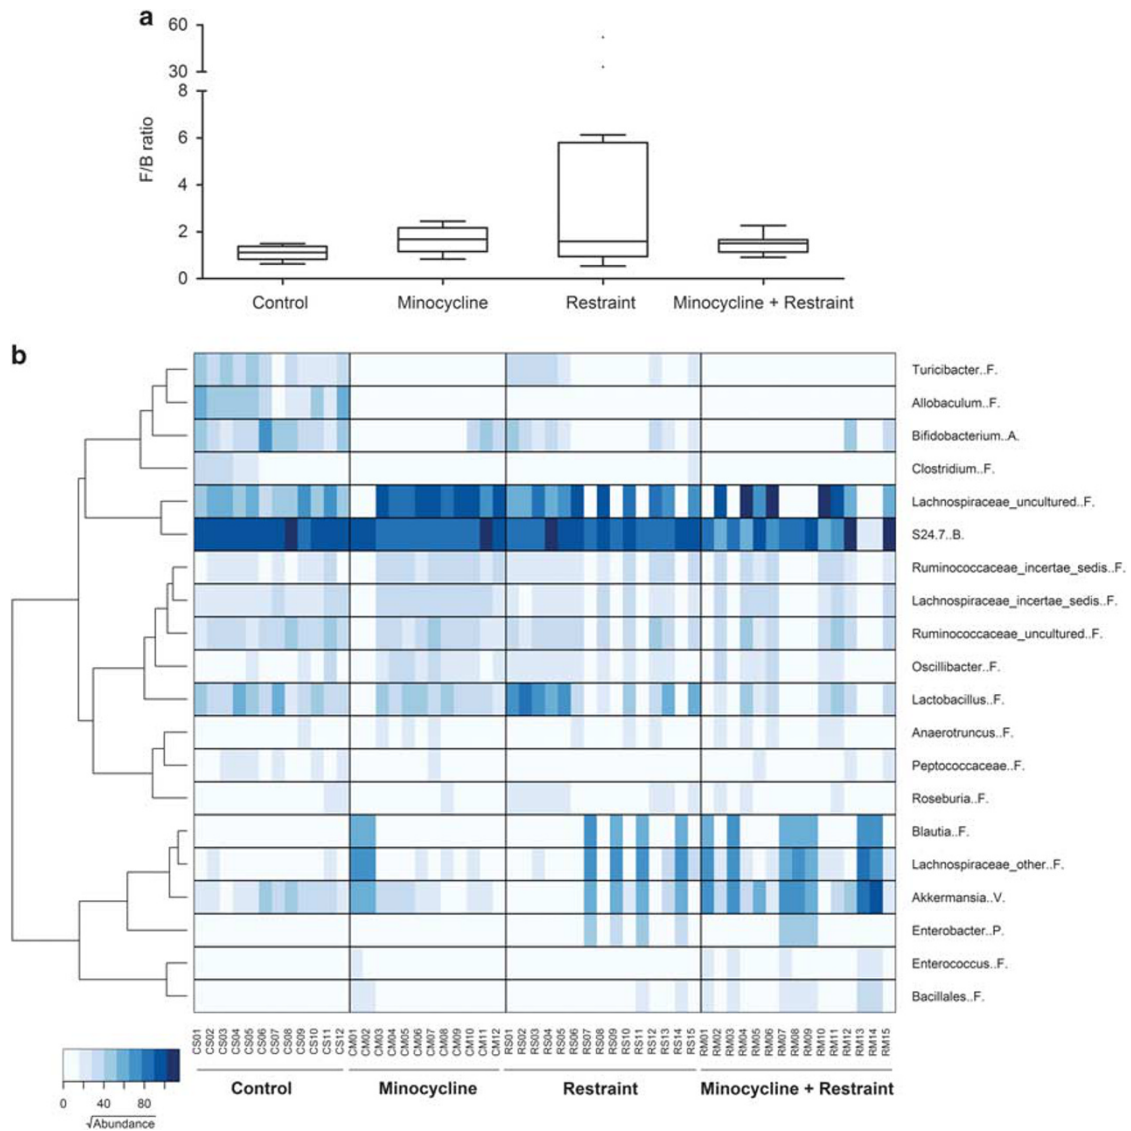 a
60
30
8
6
4
2
0
F/B ratio
Control
Minocycline
Restraint
Minocycline + Restraint
b
Turicibacter..F.
Allobaculum..F.
Bifidobacterium..A.
Clostridium..F.
Lachnospiraceae_uncultured..F.
S24.7..B.
Ruminococcaceae_incertae_sedis..F.
Lachnospiraceae_incertae_sedis..F.
Ruminococcaceae_uncultured..F.
Oscillibacter..F.
Lactobacillus..F.
Anaerotruncus..F.
Peptococcaceae..F.
Roseburia..F.
Blautia..F.
Lachnospiraceae_other..F.
Akkermansia..V.
Enterobacter..P.
Enterococcus..F.
Bacillales..F.
CS01 CS02 CS03 CS04 CS05 CS06 CS07 CS08 CS09 CS10 CS11 CS12 CM01 CM02 CM03 CM04 CM05 CM06 CM07 CM08 CM09 CM10 CM11 CM12 RS01 RS02 RS03 RS04 RS05 RS06 RS07 RS08 RS09 RS10 RS11 RS12 RS13 RS14 RS15 RM01 RM02 RM03 RM04 RM05 RM06 RM07 RM08 RM09 RM10 RM11 RM12 RM13 RM14 RM15
Control
Minocycline
Restraint
Minocycline + Restraint
0 40 80
√Abundance